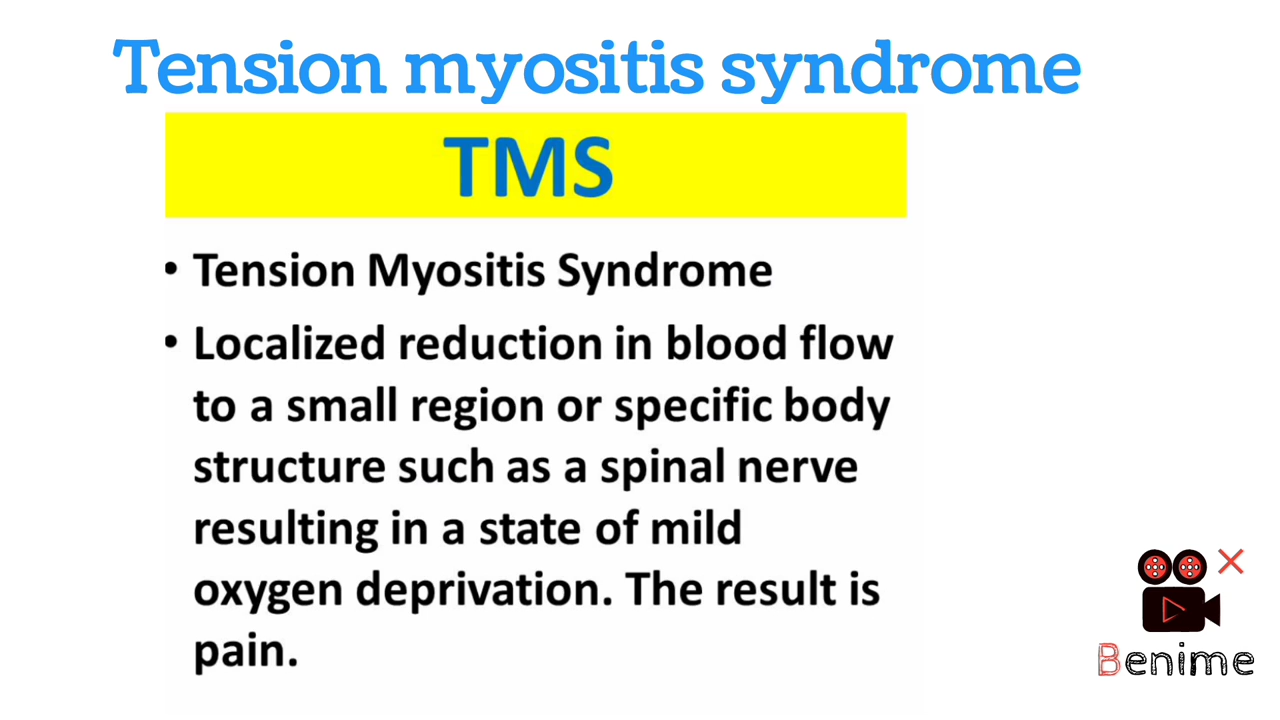 Tension myositis syndrome
TMS
• Tension Myositis Syndrome
• Localized reduction in blood flow
to a small region or specific body
structure such as a spinal nerve
resulting in a state of mild
oxygen deprivation. The result is
pain.
Benime